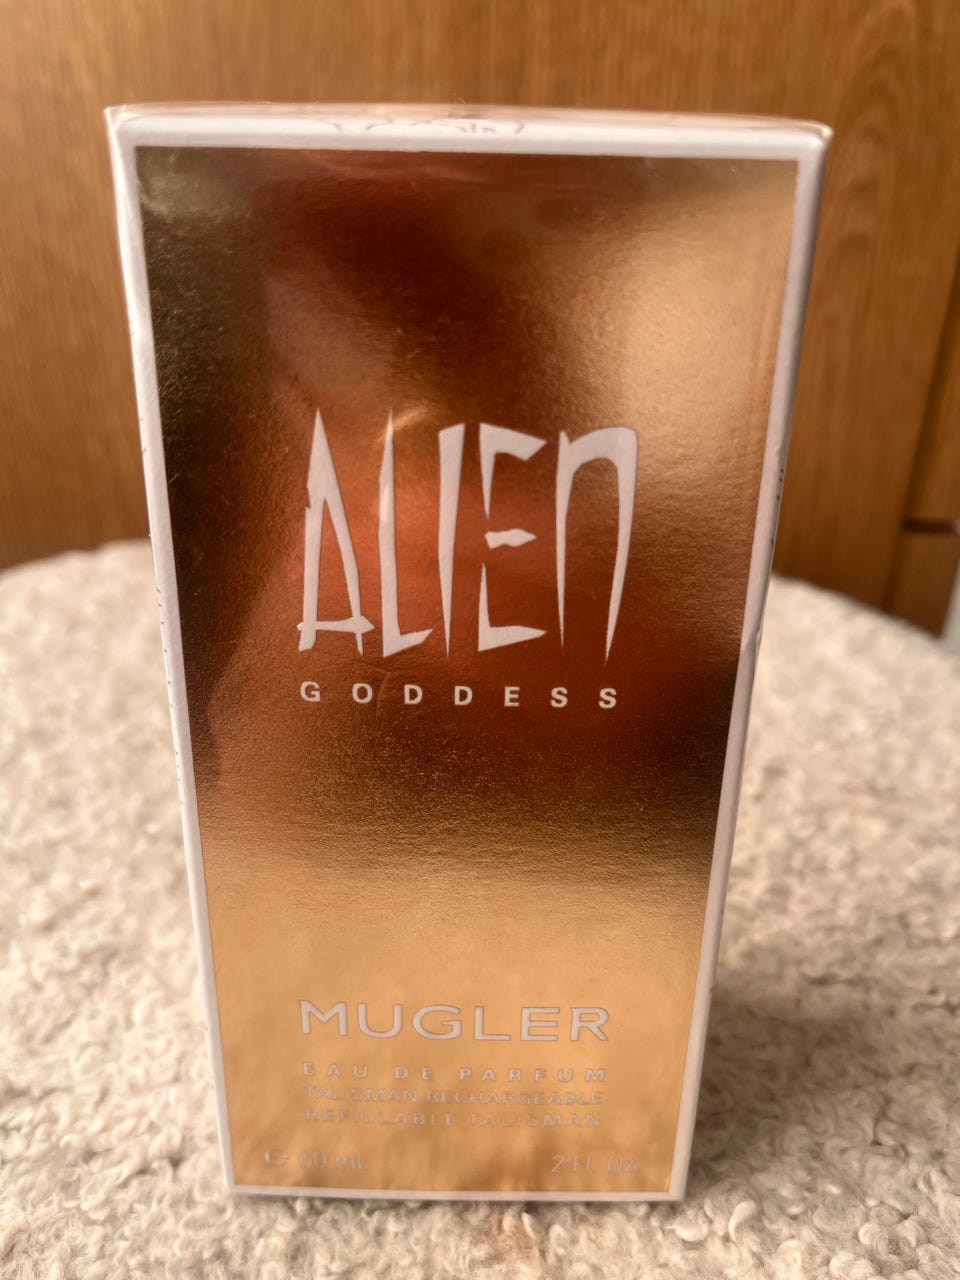 ALIEN
GODDESS
MUGLER
EAU DE PARFUM
TALISMAN RECHARGEABLE
REFILLABLE TALISMAN
℮ 60 mL 2 Fl. Oz.